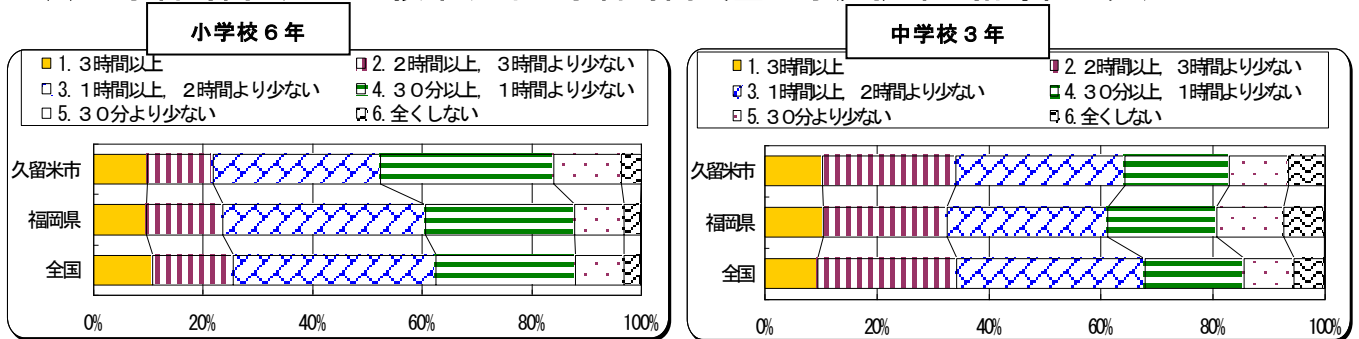 小学校６年
1. 3時間以上
2. 2時間以上，3時間より少ない
3. 1時間以上，2時間より少ない
4. 30分以上，1時間より少ない
5. 30分より少ない
6. 全くしない
久留米市
福岡県
全国
0% 20% 40% 60% 80% 100%
中学校３年
1. 3時間以上
2. 2時間以上，3時間より少ない
3. 1時間以上，2時間より少ない
4. 30分以上，1時間より少ない
5. 30分より少ない
6. 全くしない
久留米市
福岡県
全国
0% 20% 40% 60% 80% 100%